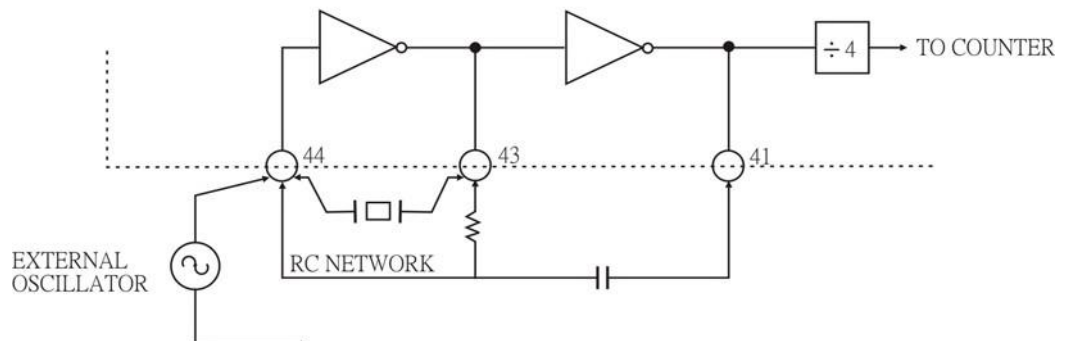 ÷4
TO COUNTER
44
43
41
EXTERNAL
OSCILLATOR
RC NETWORK